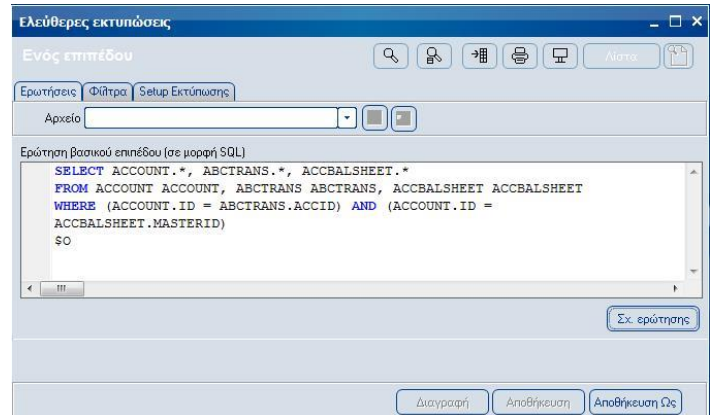 Ελεύθερες εκτυπώσεις
Ενός επιπέδου
Λίστα
Ερωτήσεις Φίλτρα Setup Εκτύπωσης
Αρχείο
Ερώτηση βασικού επιπέδου (σε μορφή SQL)
SELECT ACCOUNT.*, ABCTRANS.*, ACCBALSHEET.*
FROM ACCOUNT ACCOUNT, ABCTRANS ABCTRANS, ACCBALSHEET ACCBALSHEET
WHERE (ACCOUNT.ID = ABCTRANS.ACCID) AND (ACCOUNT.ID =
ACCBALSHEET.MASTERID)
$O
Σχ. ερώτησης
Διαγραφή Αποθήκευση Αποθήκευση Ως